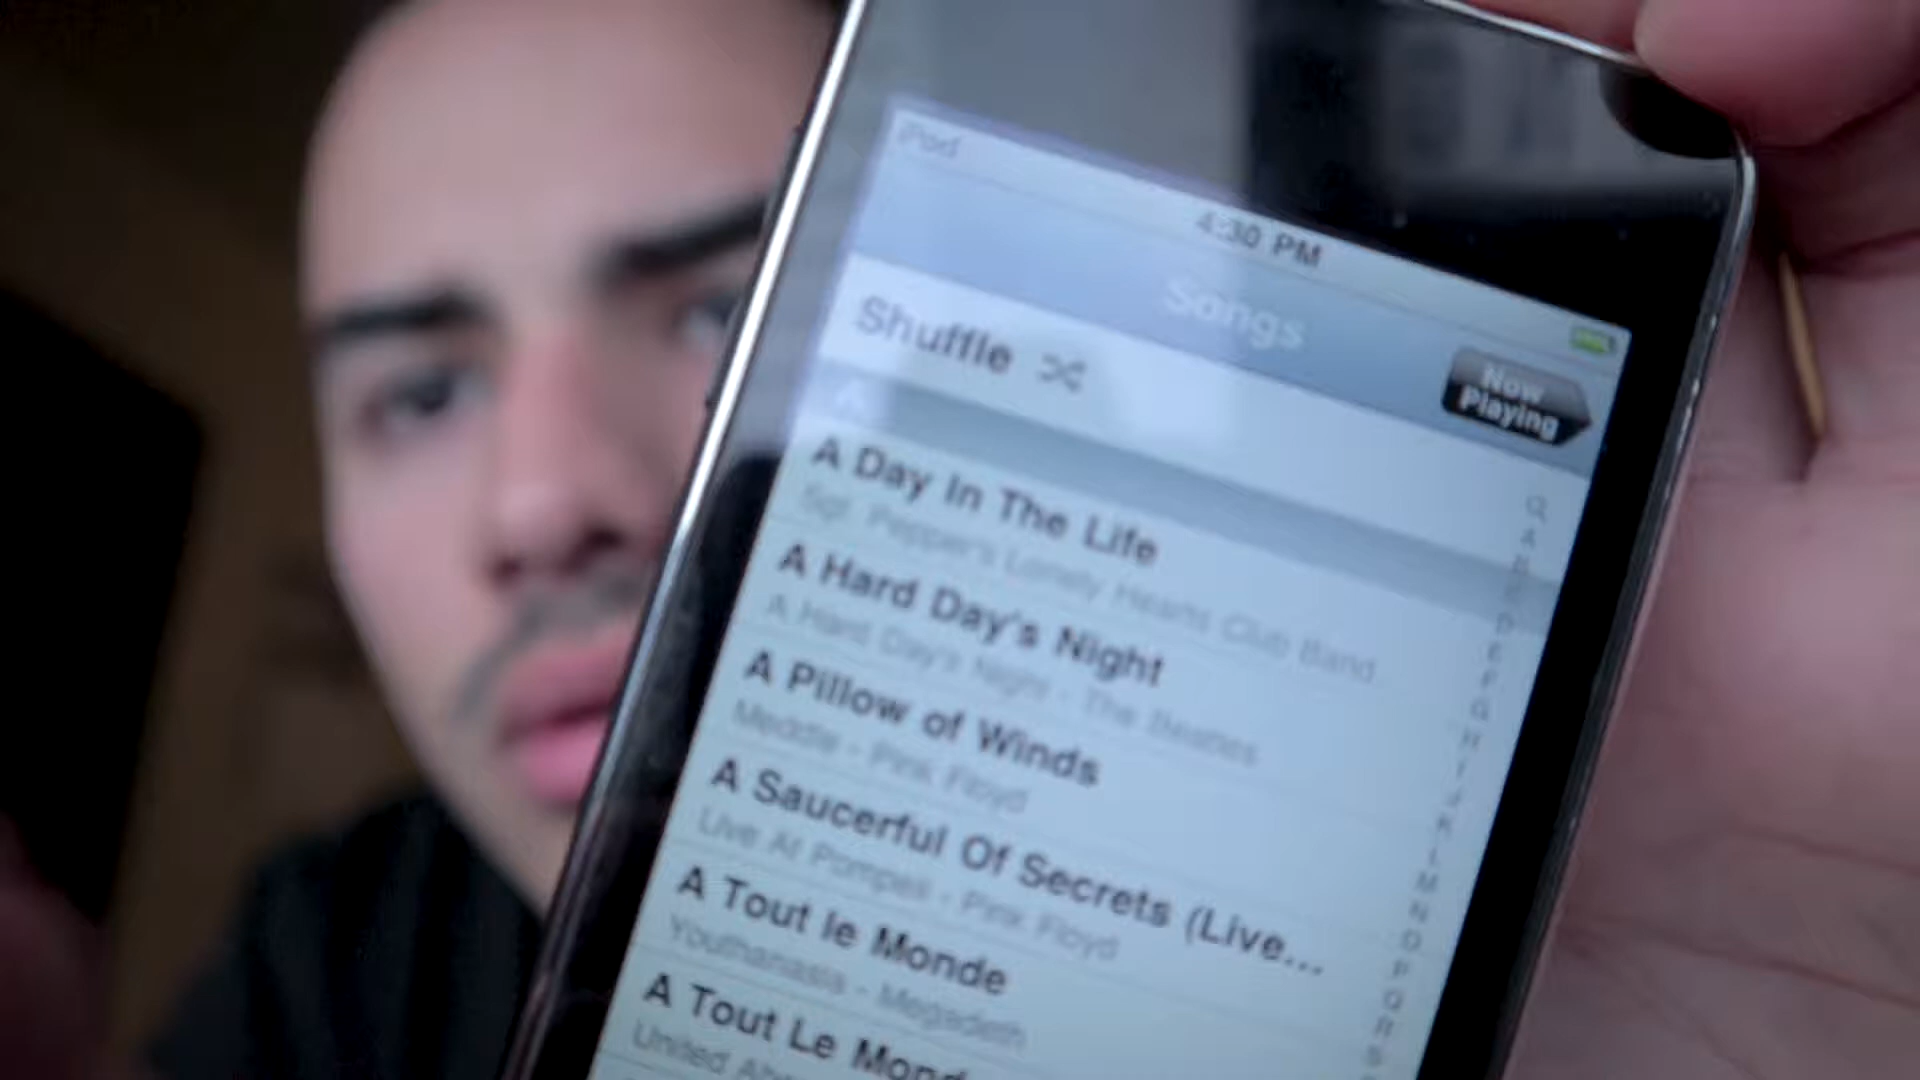 iPod
4:30 PM
Songs
Now
Playing
Shuffle
A
A Day In The Life
Sgt. Pepper's Lonely Hearts Club Band
A Hard Day's Night
A Hard Day's Night - The Beatles
A Pillow of Winds
Meddle - Pink Floyd
A Saucerful Of Secrets (Live...
Live At Pompeii - Pink Floyd
A Tout le Monde
Youthanasia - Megadeth
A Tout Le Mond
United